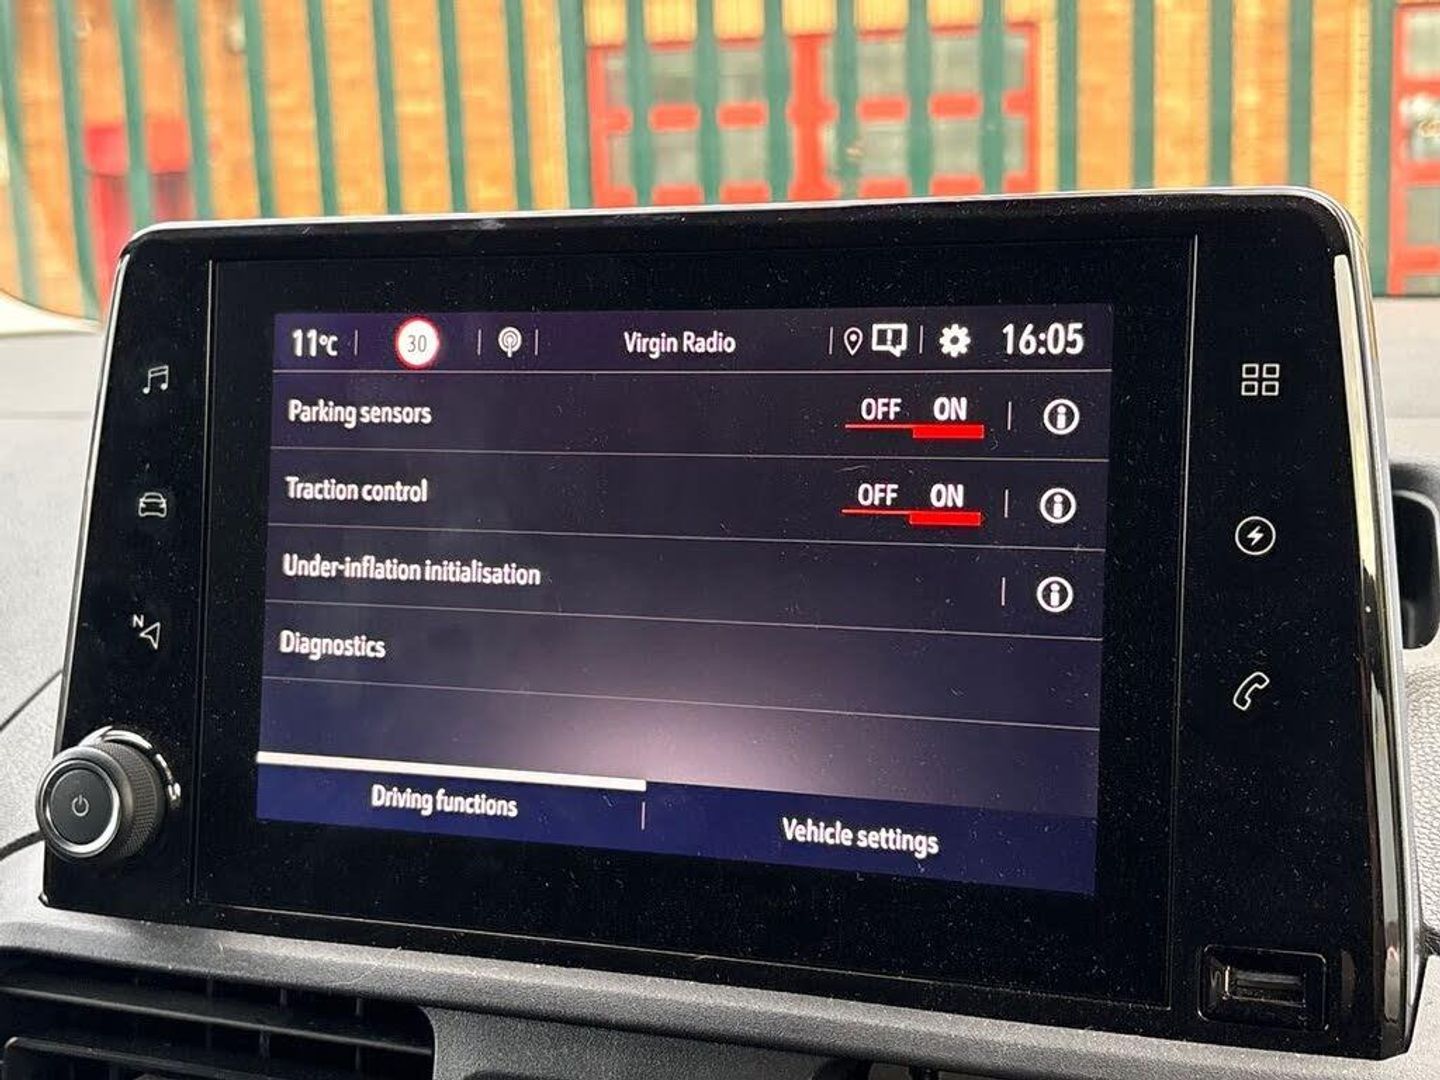 11°C 30 Virgin Radio 16:05
Parking sensors OFF ON
Traction control OFF ON
Under-inflation initialisation
Diagnostics
Driving functions Vehicle settings
N